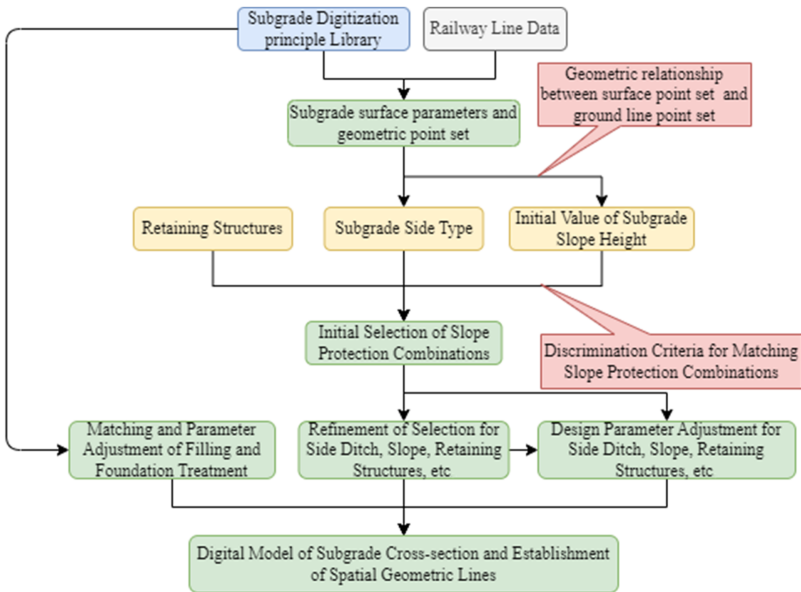 Subgrade Digitization
principle Library
Railway Line Data
Geometric relationship
between surface point set and
ground line point set
Subgrade surface parameters and
geometric point set
Retaining Structures
Subgrade Side Type
Initial Value of Subgrade
Slope Height
Initial Selection of Slope
Protection Combinations
Discrimination Criteria for Matching
Slope Protection Combinations
Matching and Parameter
Adjustment of Filling and
Foundation Treatment
Refinement of Selection for
Side Ditch, Slope, Retaining
Structures, etc
Design Parameter Adjustment for
Side Ditch, Slope, Retaining
Structures, etc
Digital Model of Subgrade Cross-section and Establishment
of Spatial Geometric Lines